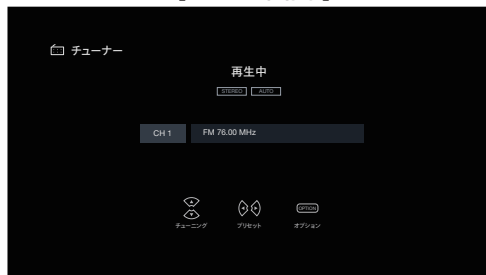 チューナー
再生中
STEREO AUTO
CH 1 FM 76.00 MHz
OPTION
チューニング プリセット オプション